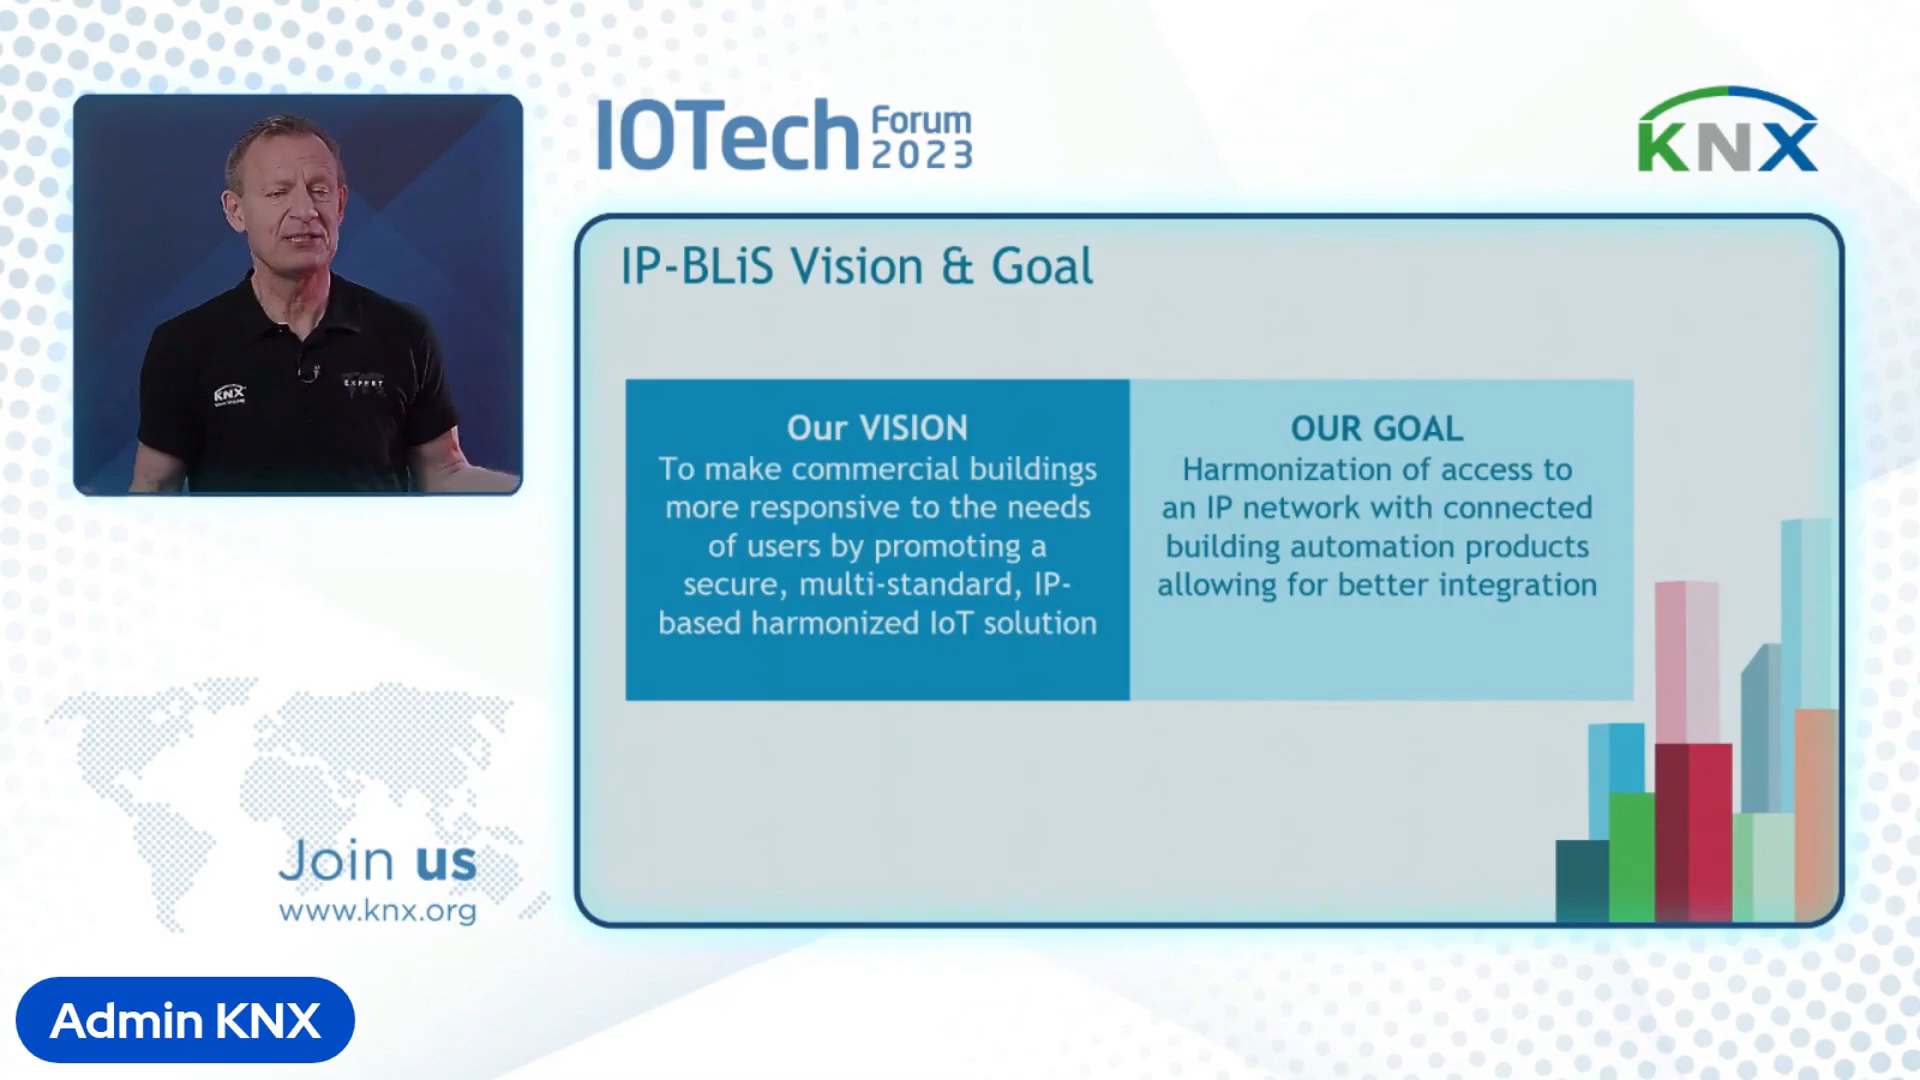 IOTech Forum 2023
KNX
KNX
EXPERT
IP-BLiS Vision & Goal
Our VISION
To make commercial buildings
more responsive to the needs
of users by promoting a
secure, multi-standard, IP-
based harmonized IoT solution
OUR GOAL
Harmonization of access to
an IP network with connected
building automation products
allowing for better integration
Join us
www.knx.org
Admin KNX